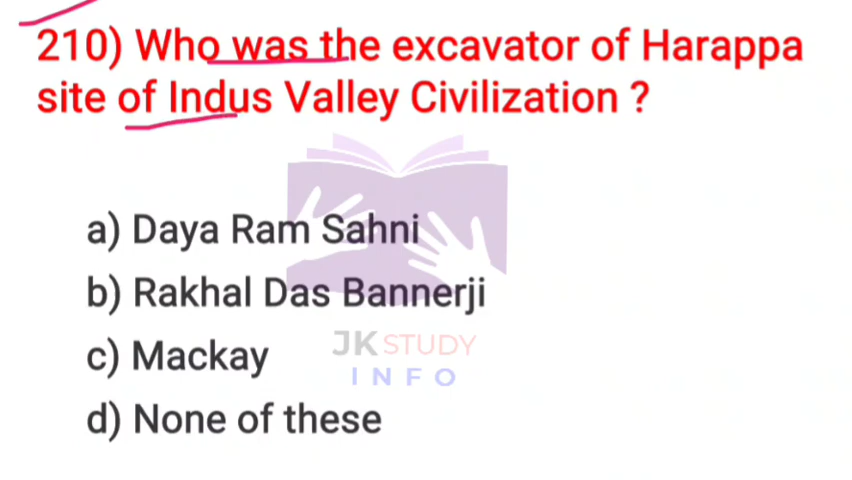 210) Who was the excavator of Harappa
site of Indus Valley Civilization ?
a) Daya Ram Sahni
b) Rakhal Das Bannerji
c) Mackay
JK STUDY
INFO
d) None of these